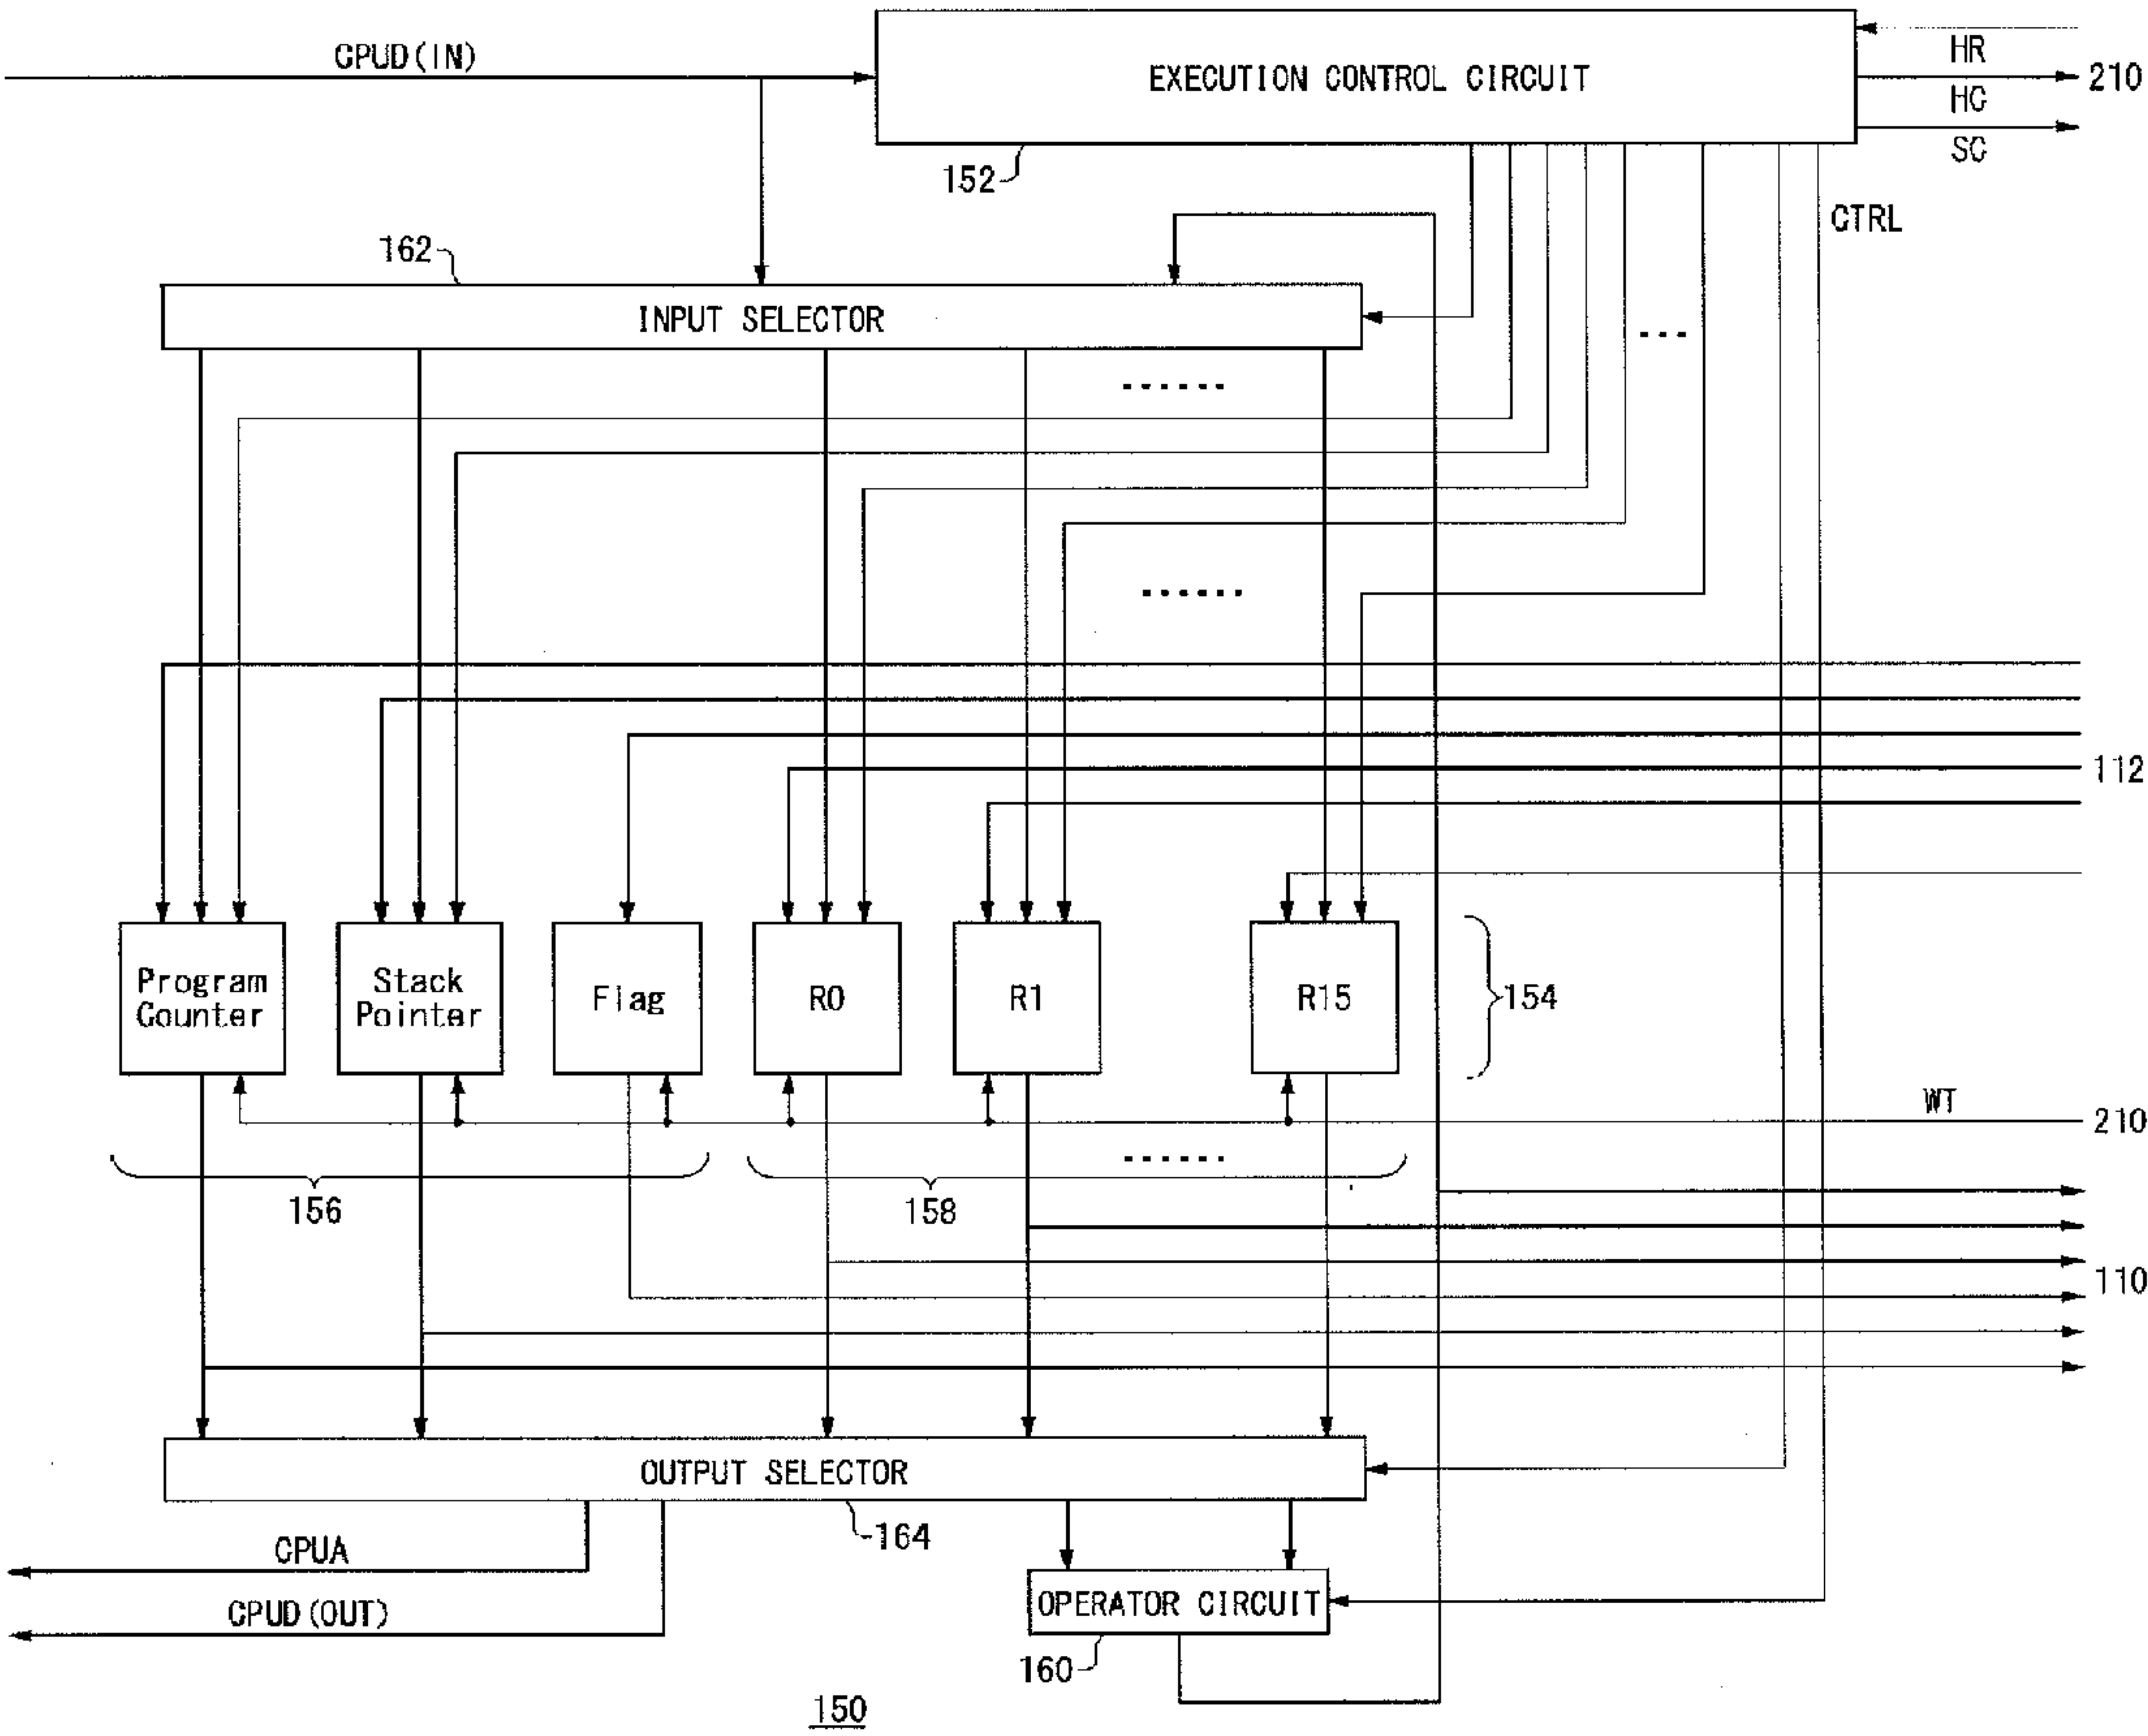 CPUD(IN)
EXECUTION CONTROL CIRCUIT
HR
210
HC
SC
152
CTRL
162
INPUT SELECTOR
...
......
......
112
Program
Counter
Stack
Pointer
Flag
R0
R1
R15
154
WT
210
......
156
158
110
OUTPUT SELECTOR
164
CPUA
OPERATOR CIRCUIT
CPUD(OUT)
160
150